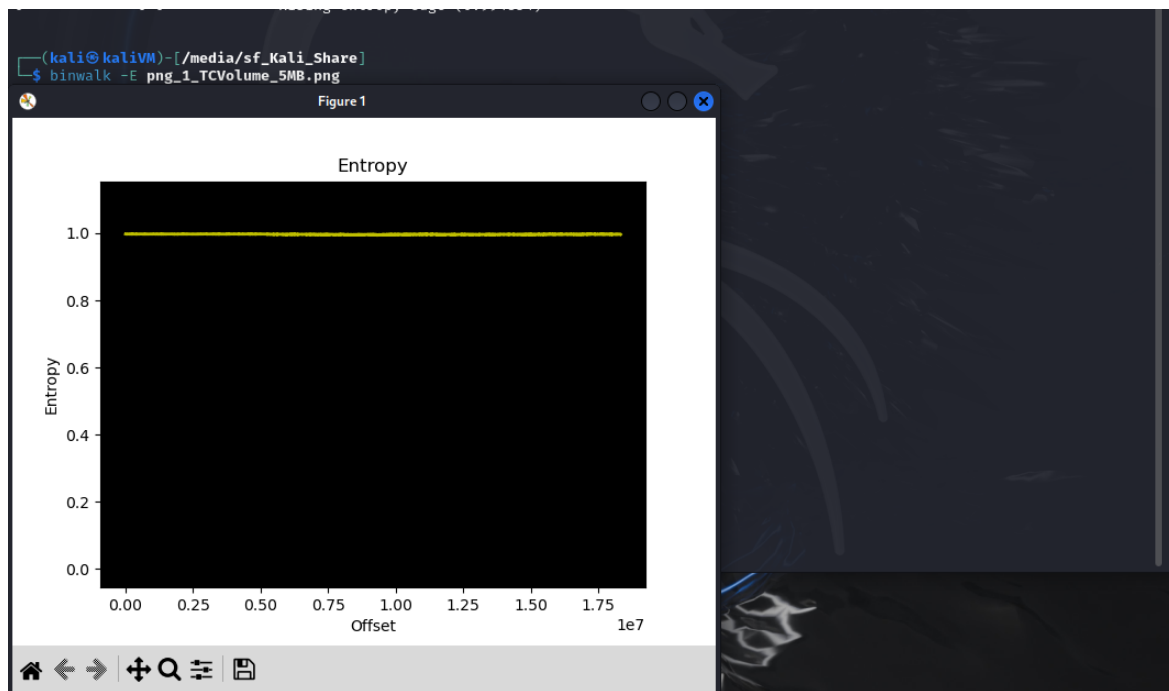 ┌──(kali㉿kaliVM)-[/media/sf_Kali_Share]
└─$ binwalk -E png_1_TCVolume_5MB.png
Figure 1
Entropy
1.0
0.8
0.6
0.4
0.2
0.0
Entropy
0.00 0.25 0.50 0.75 1.00 1.25 1.50 1.75
1e7
Offset